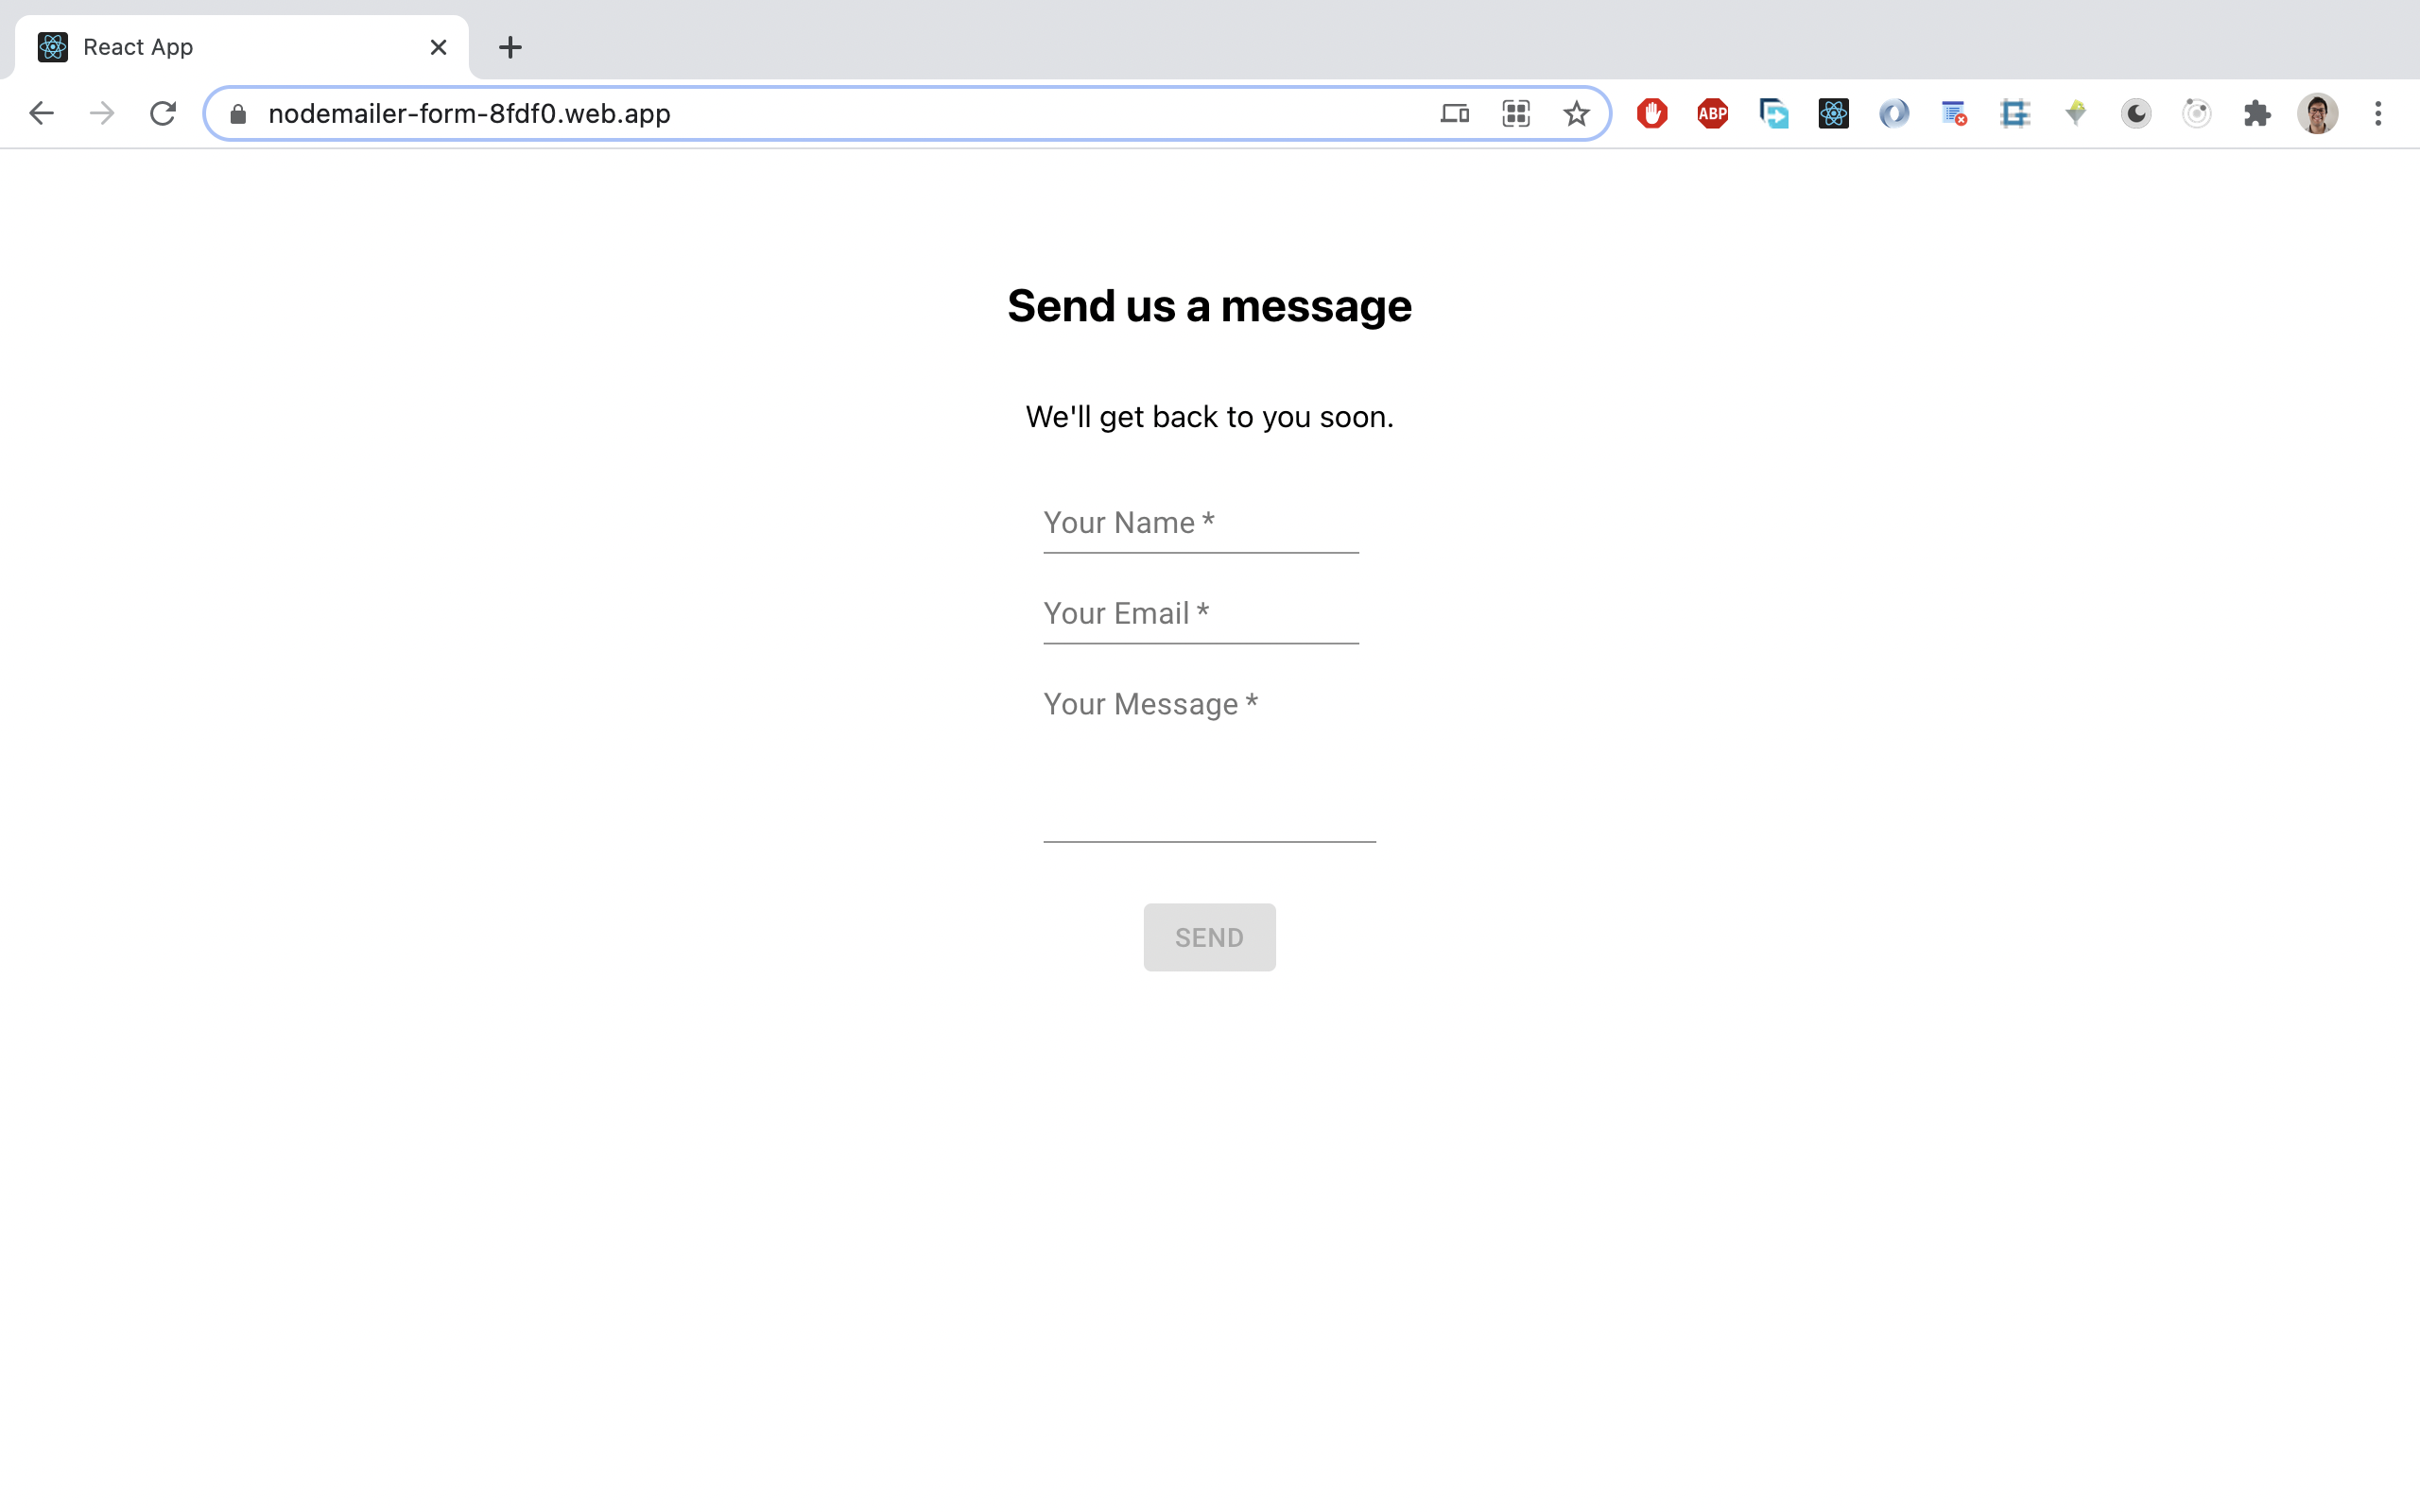 React App
nodemailer-form-8fdf0.web.app
ABP
Send us a message
We'll get back to you soon.
Your Name *
Your Email *
Your Message *
SEND